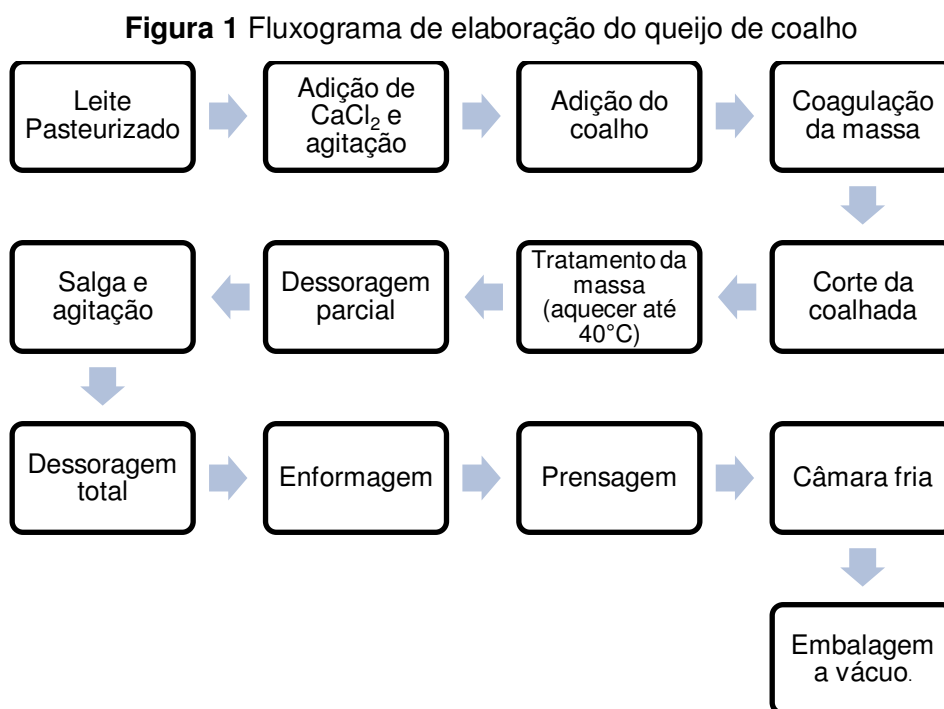 Figura 1 Fluxograma de elaboração do queijo de coalho
Leite
Pasteurizado
Adição de
CaCl₂ e
agitação
Adição do
coalho
Coagulação
da massa
Corte da
coalhada
Tratamento da
massa
(aquecer até
40°C)
Dessoragem
parcial
Salga e
agitação
Dessoragem
total
Enformagem
Prensagem
Câmara fria
Embalagem
a vácuo.